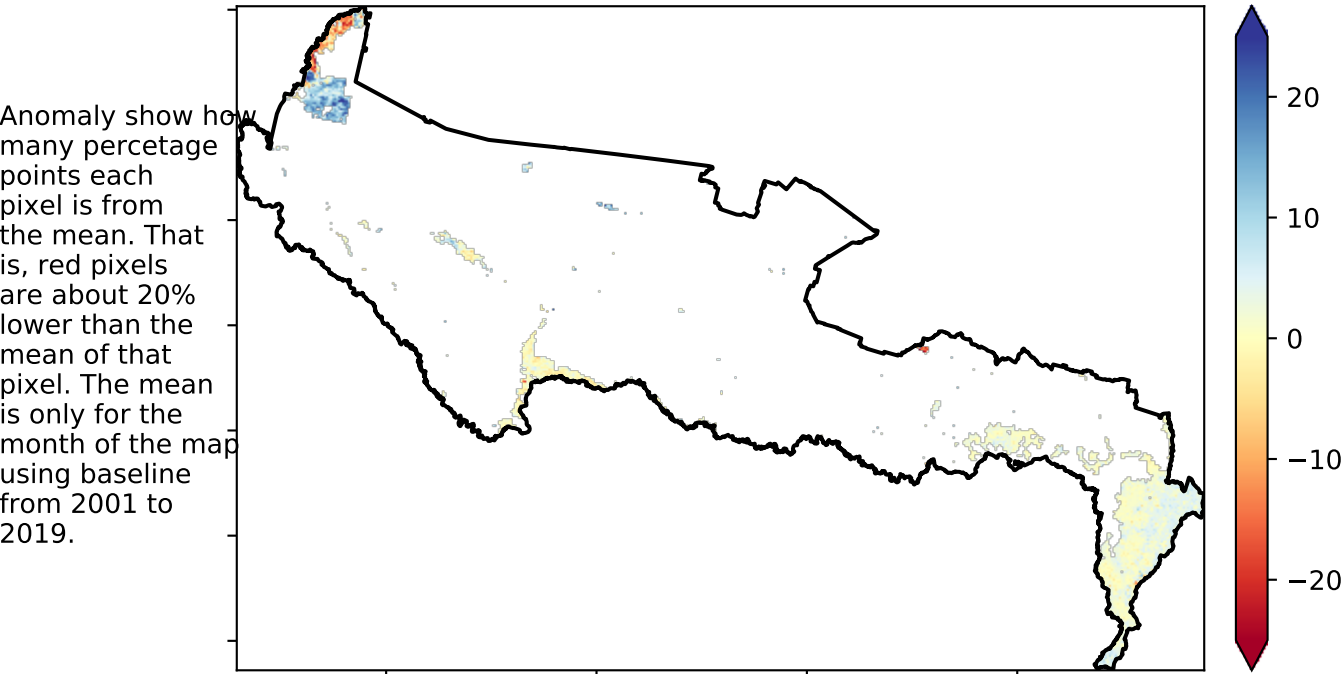 Anomaly show how
many percetage
points each
pixel is from
the mean. That
is, red pixels
are about 20%
lower than the
mean of that
pixel. The mean
is only for the
month of the map
using baseline
from 2001 to
2019.
20
10
0
−10
−20